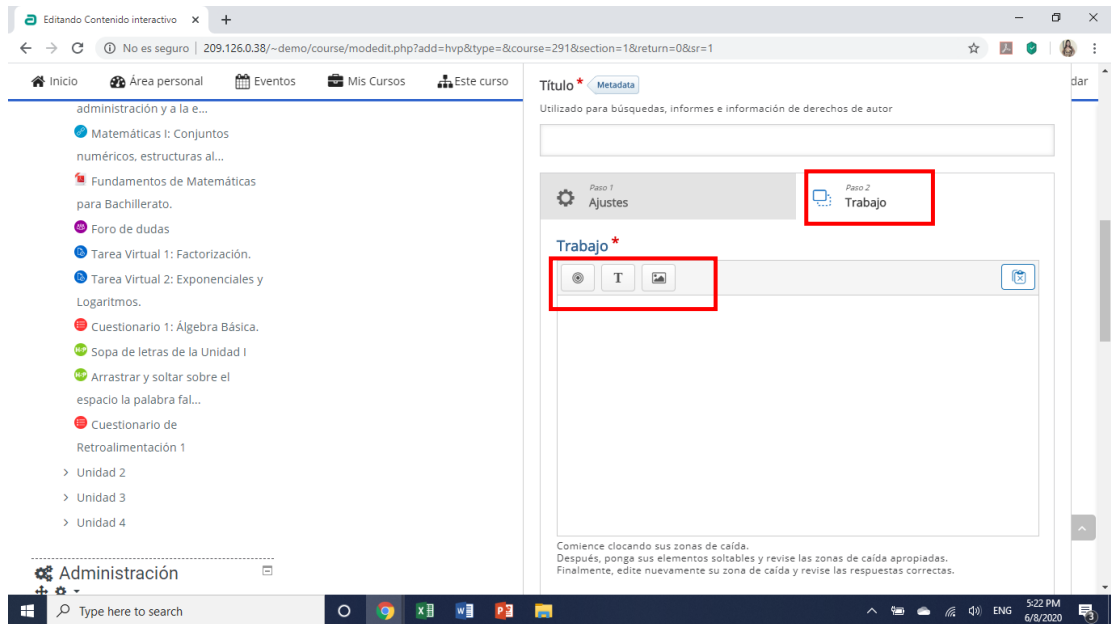 Editando Contenido interactivo
No es seguro | 209.126.0.38/~demo/course/modedit.php?add=hvp&type=&course=291&section=1&return=0&sr=1
Inicio
Área personal
Eventos
Mis Cursos
Este curso
dar
administración y a la e...
Matemáticas I: Conjuntos
numéricos, estructuras al...
Fundamentos de Matemáticas
para Bachillerato.
Foro de dudas
Tarea Virtual 1: Factorización.
Tarea Virtual 2: Exponenciales y
Logaritmos.
Cuestionario 1: Álgebra Básica.
Sopa de letras de la Unidad I
Arrastrar y soltar sobre el
espacio la palabra fal...
Cuestionario de
Retroalimentación 1
Unidad 2
Unidad 3
Unidad 4
Administración
Título * Metadata
Utilizado para búsquedas, informes e información de derechos de autor
Paso 1
Ajustes
Paso 2
Trabajo
Trabajo *
T
Comience clocando sus zonas de caída.
Después, ponga sus elementos soltables y revise las zonas de caída apropiadas.
Finalmente, edite nuevamente su zona de caída y revise las respuestas correctas.
Type here to search
ENG
5:22 PM
6/8/2020
3